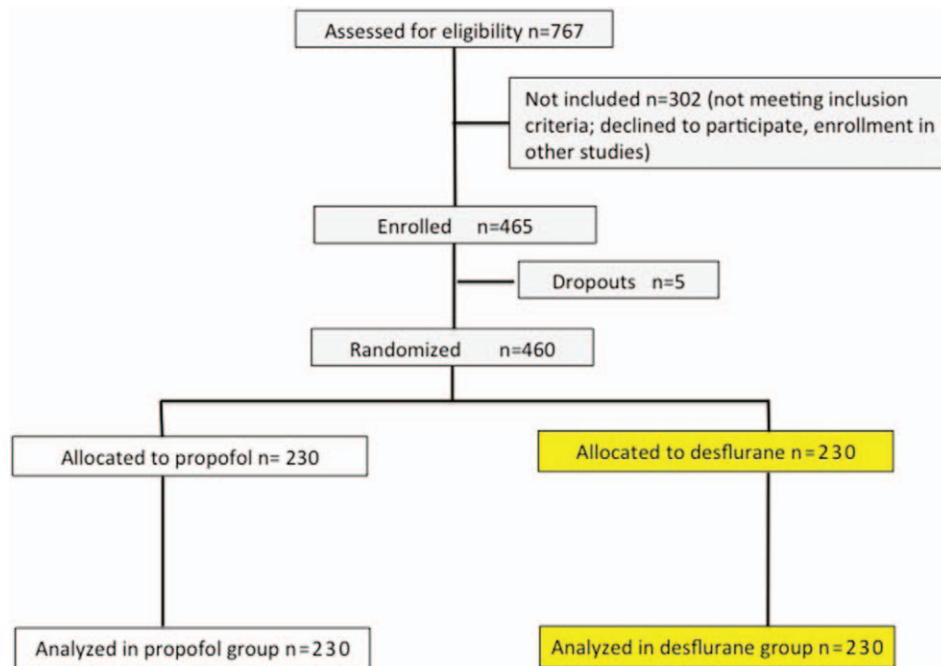 Assessed for eligibility n=767
Not included n=302 (not meeting inclusion
criteria; declined to participate, enrollment in
other studies)
Enrolled n=465
Dropouts n=5
Randomized n=460
Allocated to propofol n= 230
Allocated to desflurane n=230
Analyzed in propofol group n=230
Analyzed in desflurane group n=230